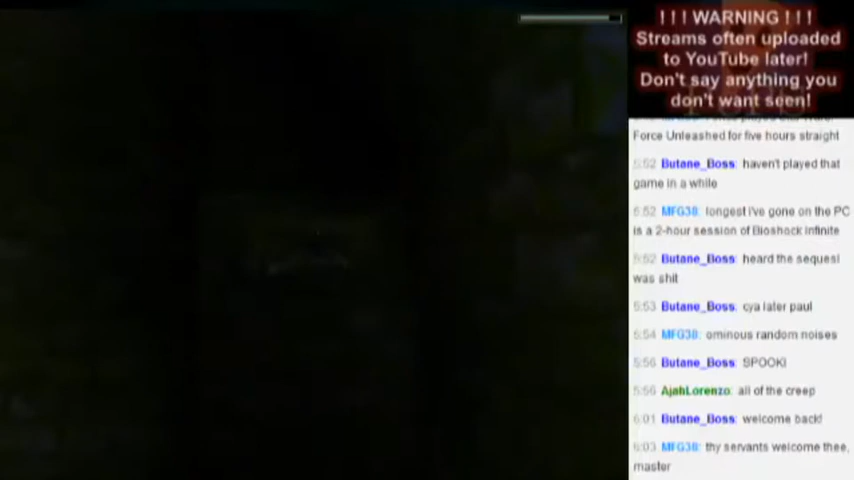 ! ! ! WARNING ! ! !
Streams often uploaded
to YouTube later!
Don't say anything you
don't want seen!
Force Unleashed for five hours straight
5:52 Butane_Boss: haven't played that
game in a while
5:52 MFG38: longest i've gone on the PC
is a 2-hour session of Bioshock Infinite
5:52 Butane_Boss: heard the sequesl
was shit
5:53 Butane_Boss: cya later paul
5:54 MFG38: ominous random noises
5:56 Butane_Boss: SPOOKI
5:56 AjahLorenzo: all of the creep
6:01 Butane_Boss: welcome back!
6:03 MFG38: thy servants welcome thee,
master